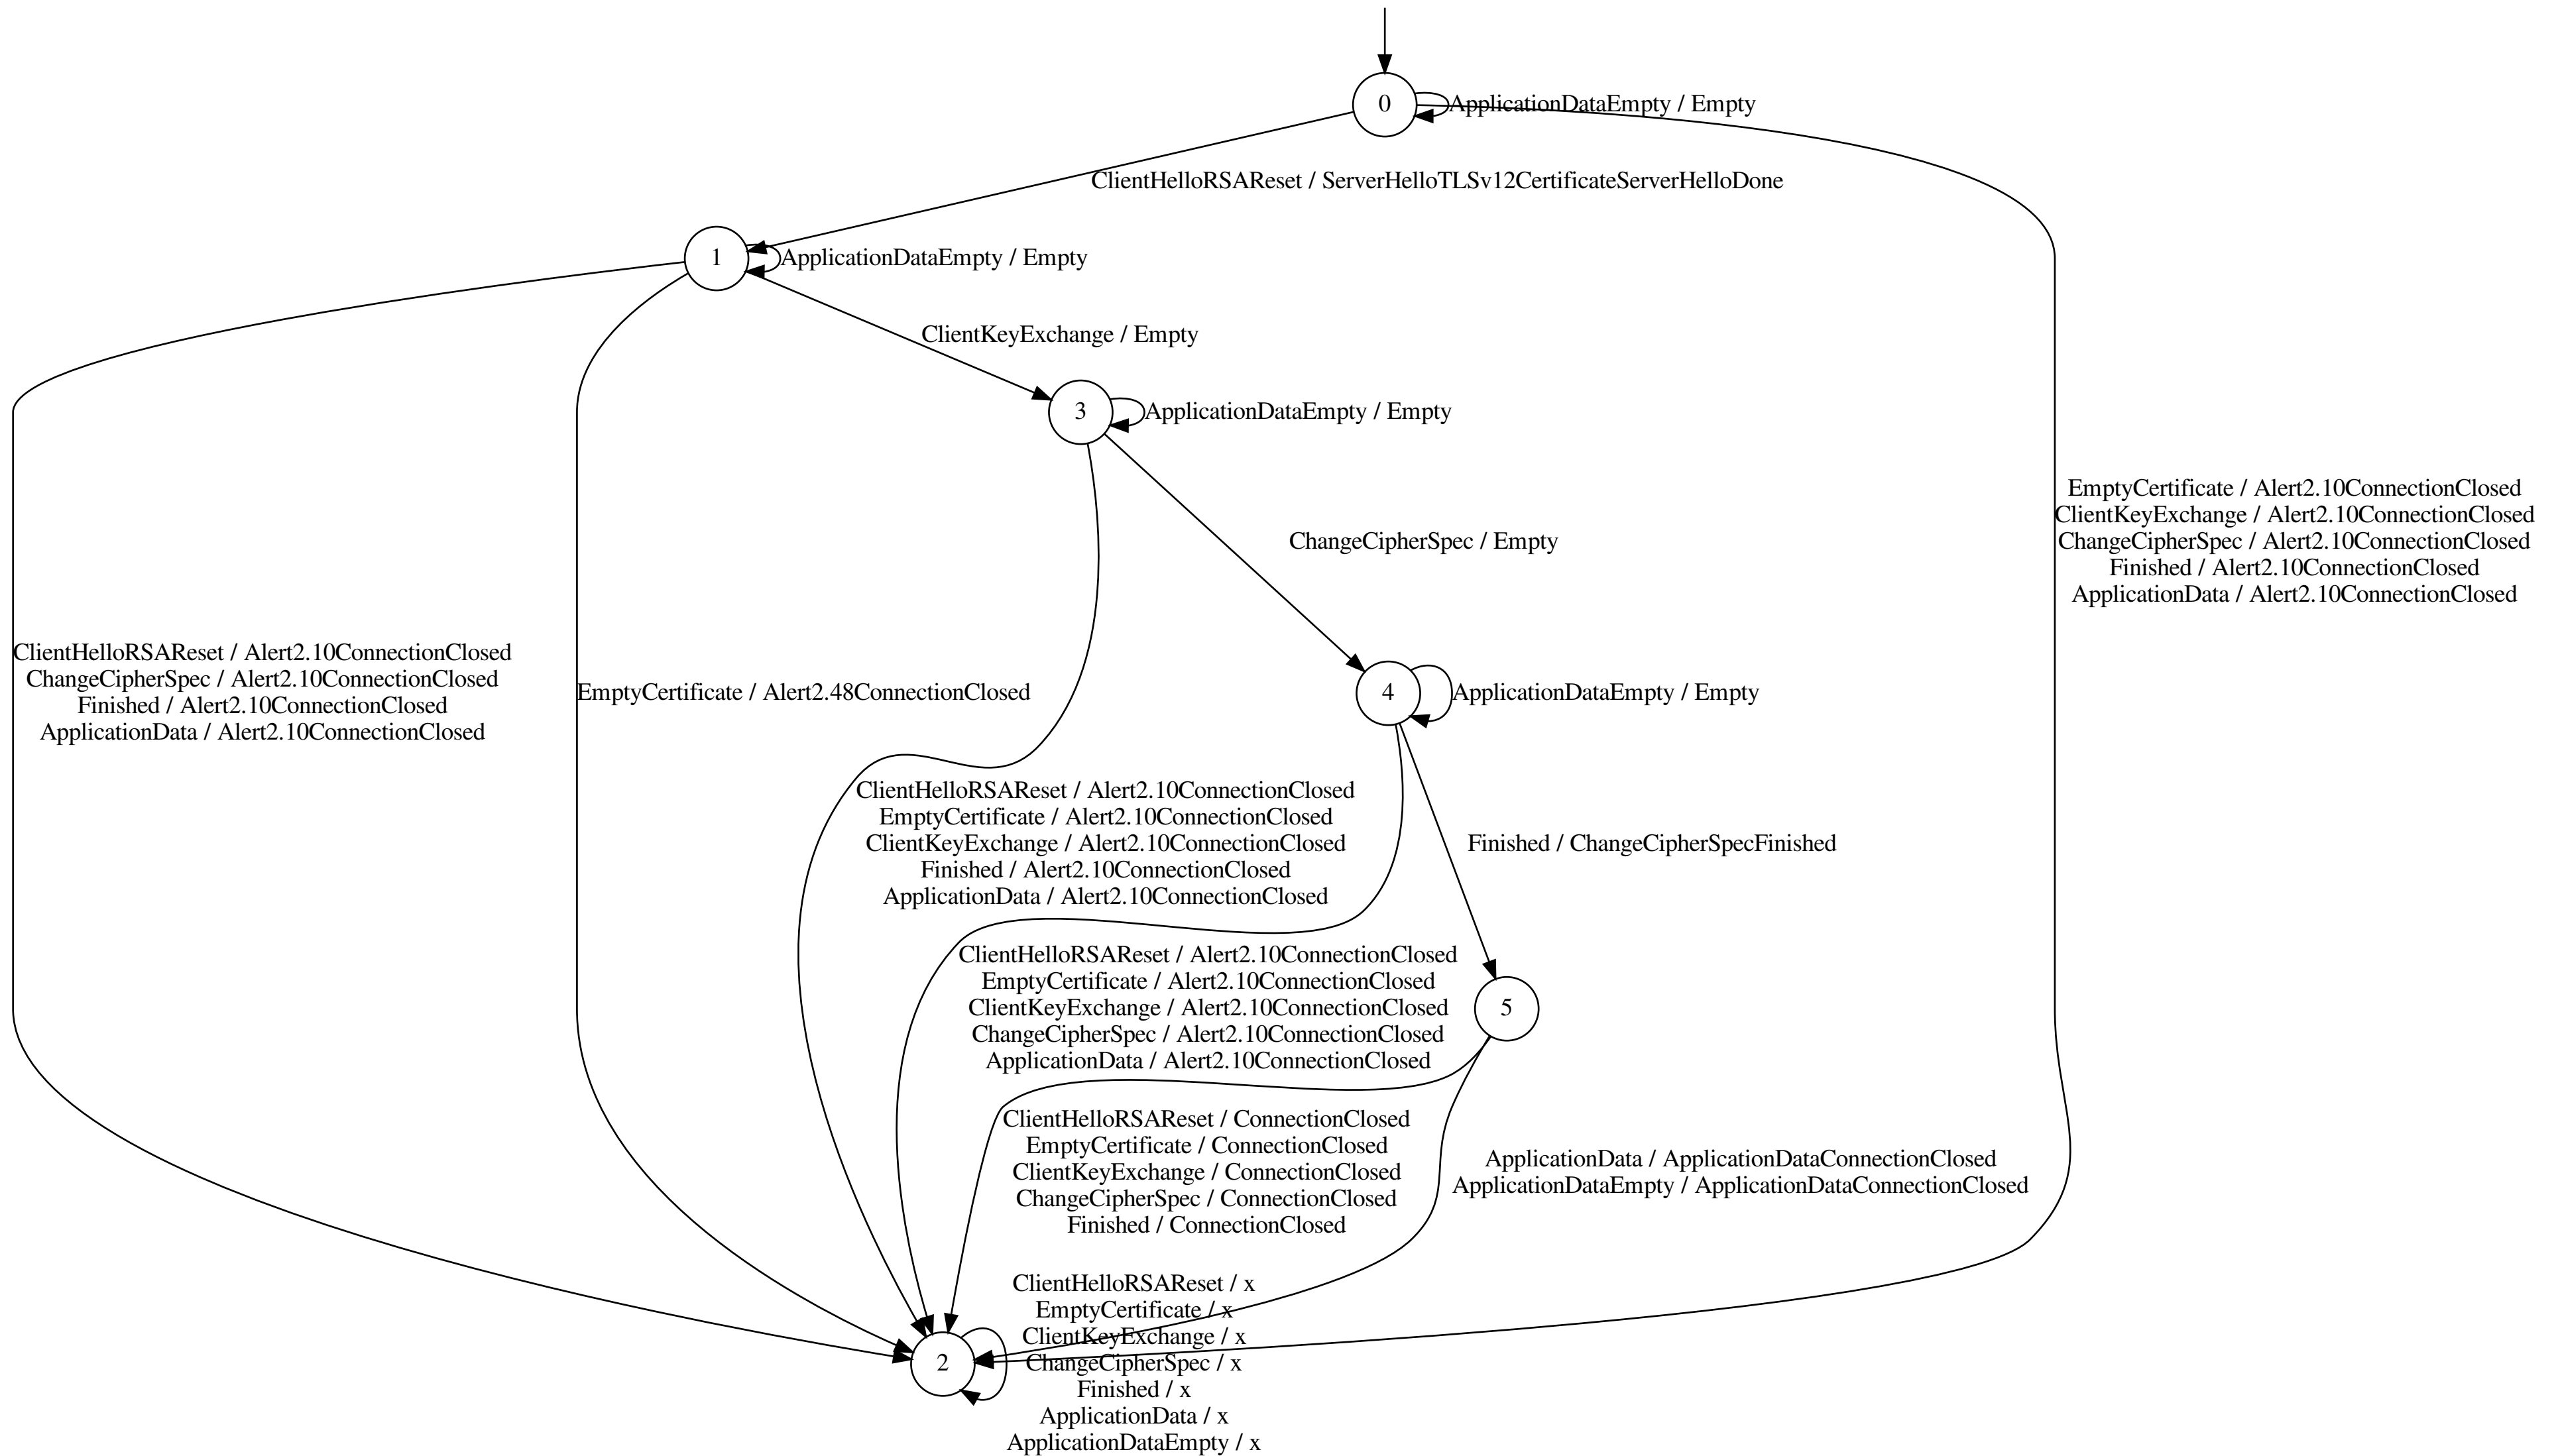 0
ApplicationDataEmpty / Empty
ClientHelloRSAReset / ServerHelloTLSv12CertificateServerHelloDone
1
ApplicationDataEmpty / Empty
ClientKeyExchange / Empty
3
ApplicationDataEmpty / Empty
EmptyCertificate / Alert2.10ConnectionClosed
ClientKeyExchange / Alert2.10ConnectionClosed
ChangeCipherSpec / Alert2.10ConnectionClosed
Finished / Alert2.10ConnectionClosed
ApplicationData / Alert2.10ConnectionClosed
ChangeCipherSpec / Empty
ClientHelloRSAReset / Alert2.10ConnectionClosed
ChangeCipherSpec / Alert2.10ConnectionClosed
Finished / Alert2.10ConnectionClosed
ApplicationData / Alert2.10ConnectionClosed
EmptyCertificate / Alert2.48ConnectionClosed
4
ApplicationDataEmpty / Empty
ClientHelloRSAReset / Alert2.10ConnectionClosed
EmptyCertificate / Alert2.10ConnectionClosed
ClientKeyExchange / Alert2.10ConnectionClosed
Finished / Alert2.10ConnectionClosed
ApplicationData / Alert2.10ConnectionClosed
Finished / ChangeCipherSpecFinished
ClientHelloRSAReset / Alert2.10ConnectionClosed
EmptyCertificate / Alert2.10ConnectionClosed
ClientKeyExchange / Alert2.10ConnectionClosed
ChangeCipherSpec / Alert2.10ConnectionClosed
ApplicationData / Alert2.10ConnectionClosed
5
ClientHelloRSAReset / ConnectionClosed
EmptyCertificate / ConnectionClosed
ClientKeyExchange / ConnectionClosed
ChangeCipherSpec / ConnectionClosed
Finished / ConnectionClosed
ApplicationData / ApplicationDataConnectionClosed
ApplicationDataEmpty / ApplicationDataConnectionClosed
2
ClientHelloRSAReset / x
EmptyCertificate / x
ClientKeyExchange / x
ChangeCipherSpec / x
Finished / x
ApplicationData / x
ApplicationDataEmpty / x